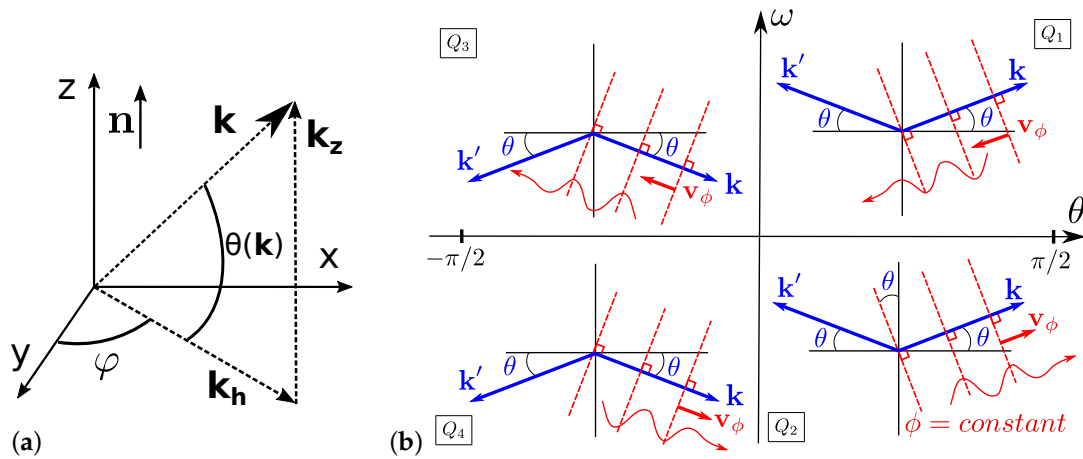 z
n
k
k_z
θ(k)
x
y
φ
k_h
(a)
ω
θ
−π/2
π/2
Q_3
k′
θ
θ
k
v_ϕ
Q_1
k′
k
θ
θ
v_ϕ
Q_4
k′
θ
θ
k
v_ϕ
Q_2
k′
θ
k
θ
θ
v_ϕ
ϕ = constant
(b)